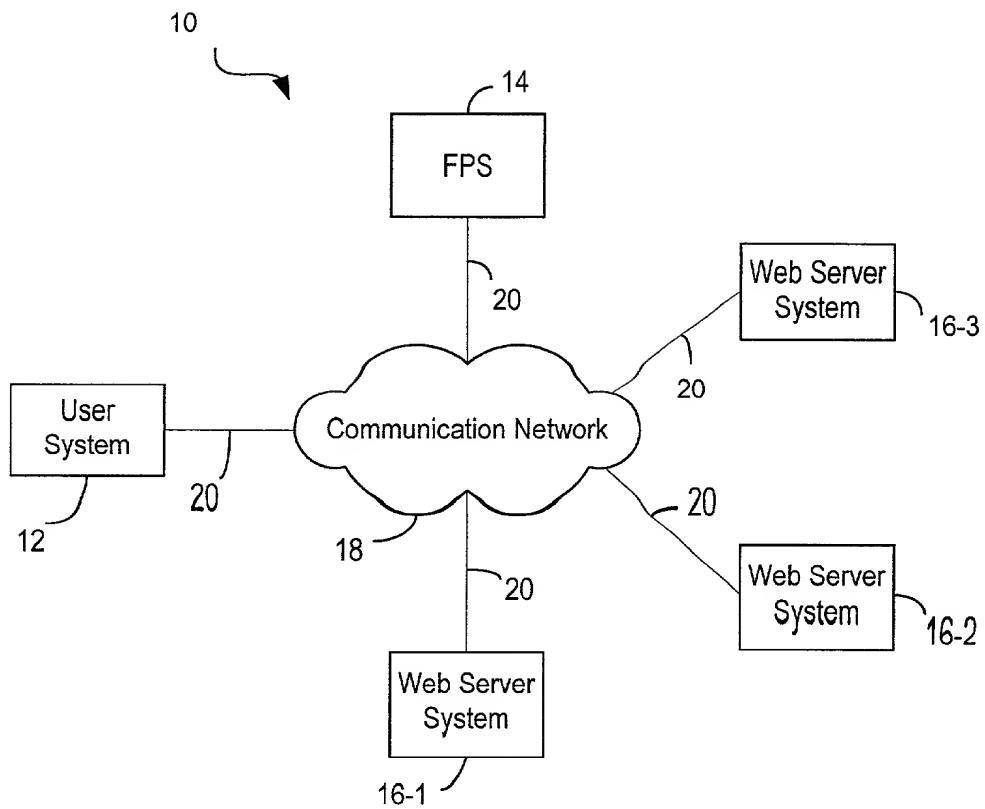 10
14
FPS
20
Web Server
System
16-3
20
User
System
20
12
Communication Network
18
20
20
Web Server
System
16-2
Web Server
System
16-1